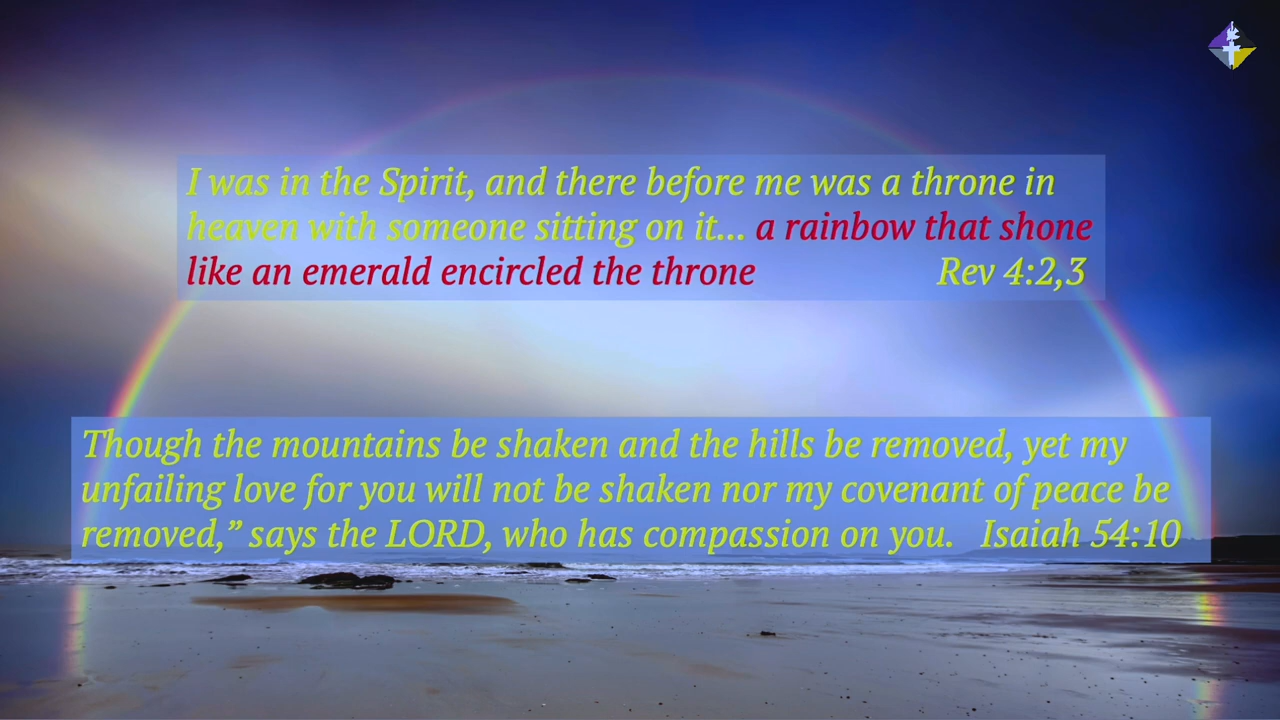 I was in the Spirit, and there before me was a throne in
heaven with someone sitting on it... a rainbow that shone
like an emerald encircled the throne Rev 4:2,3
Though the mountains be shaken and the hills be removed, yet my
unfailing love for you will not be shaken nor my covenant of peace be
removed,” says the LORD, who has compassion on you. Isaiah 54:10